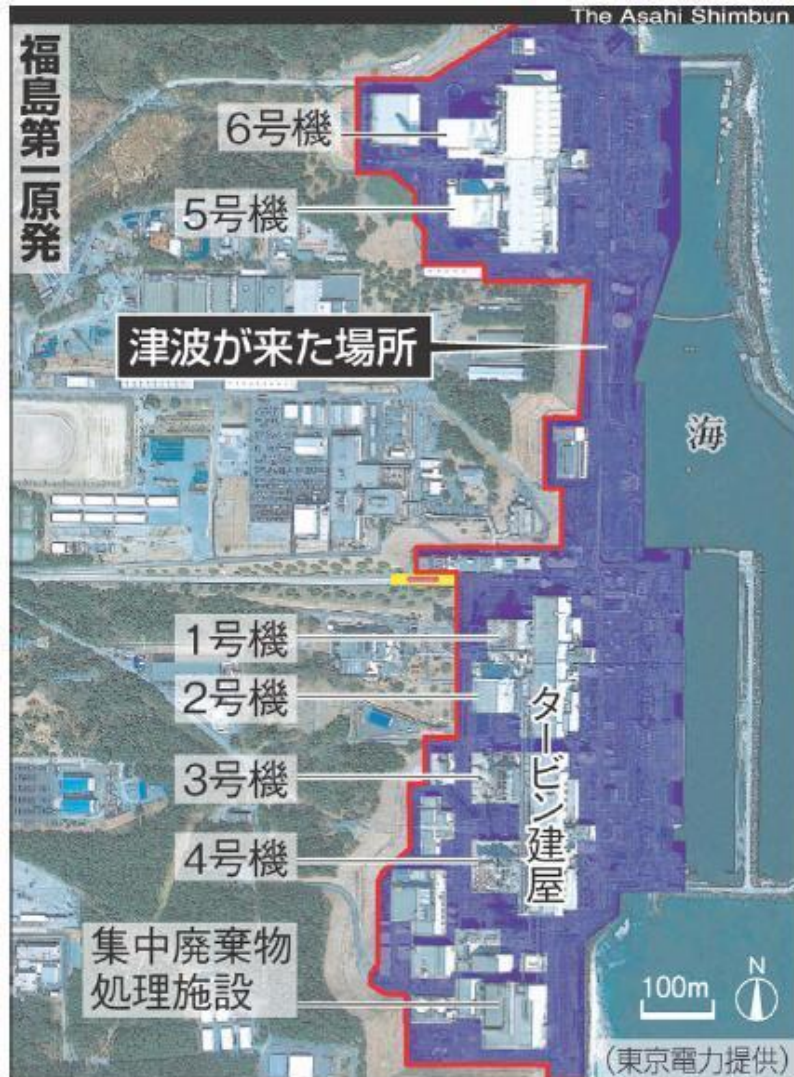 The Asahi Shimbun
福島第一原発
6号機
5号機
津波が来た場所
海
1号機
2号機
タービン建屋
3号機
4号機
集中廃棄物
処理施設
100m
N
（東京電力提供）